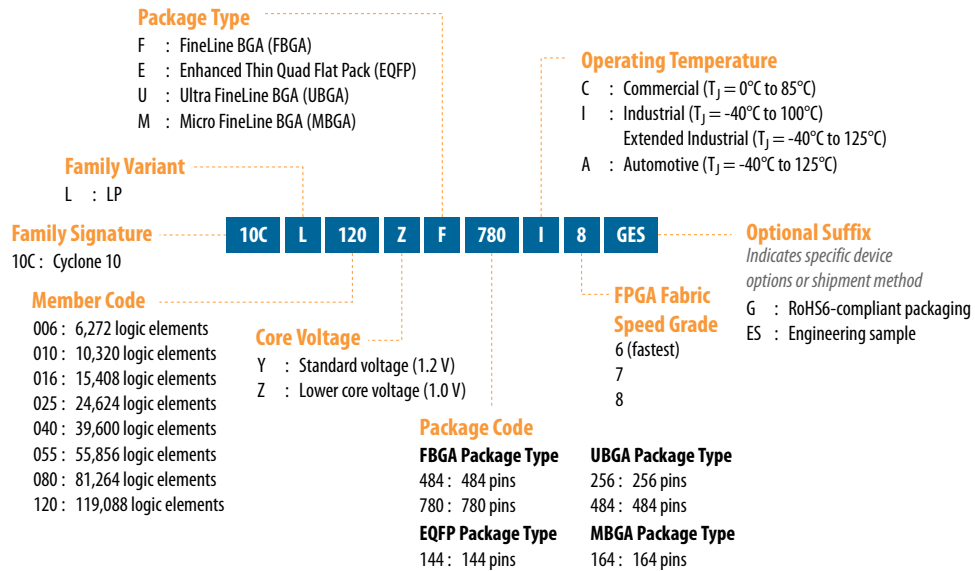 Package Type
F : FineLine BGA (FBGA)
E : Enhanced Thin Quad Flat Pack (EQFP)
U : Ultra FineLine BGA (UBGA)
M : Micro FineLine BGA (MBGA)
Operating Temperature
C : Commercial (TJ = 0°C to 85°C)
I : Industrial (TJ = -40°C to 100°C)
Extended Industrial (TJ = -40°C to 125°C)
A : Automotive (TJ = -40°C to 125°C)
Family Variant
L : LP
Family Signature
10C : Cyclone 10
10C L 120 Z F 780 I 8 GES
Optional Suffix
Indicates specific device
options or shipment method
G : RoHS6-compliant packaging
ES : Engineering sample
Member Code
006 : 6,272 logic elements
010 : 10,320 logic elements
016 : 15,408 logic elements
025 : 24,624 logic elements
040 : 39,600 logic elements
055 : 55,856 logic elements
080 : 81,264 logic elements
120 : 119,088 logic elements
Core Voltage
Y : Standard voltage (1.2 V)
Z : Lower core voltage (1.0 V)
FPGA Fabric
Speed Grade
6 (fastest)
7
8
Package Code
FBGA Package Type
484 : 484 pins
780 : 780 pins
EQFP Package Type
144 : 144 pins
UBGA Package Type
256 : 256 pins
484 : 484 pins
MBGA Package Type
164 : 164 pins